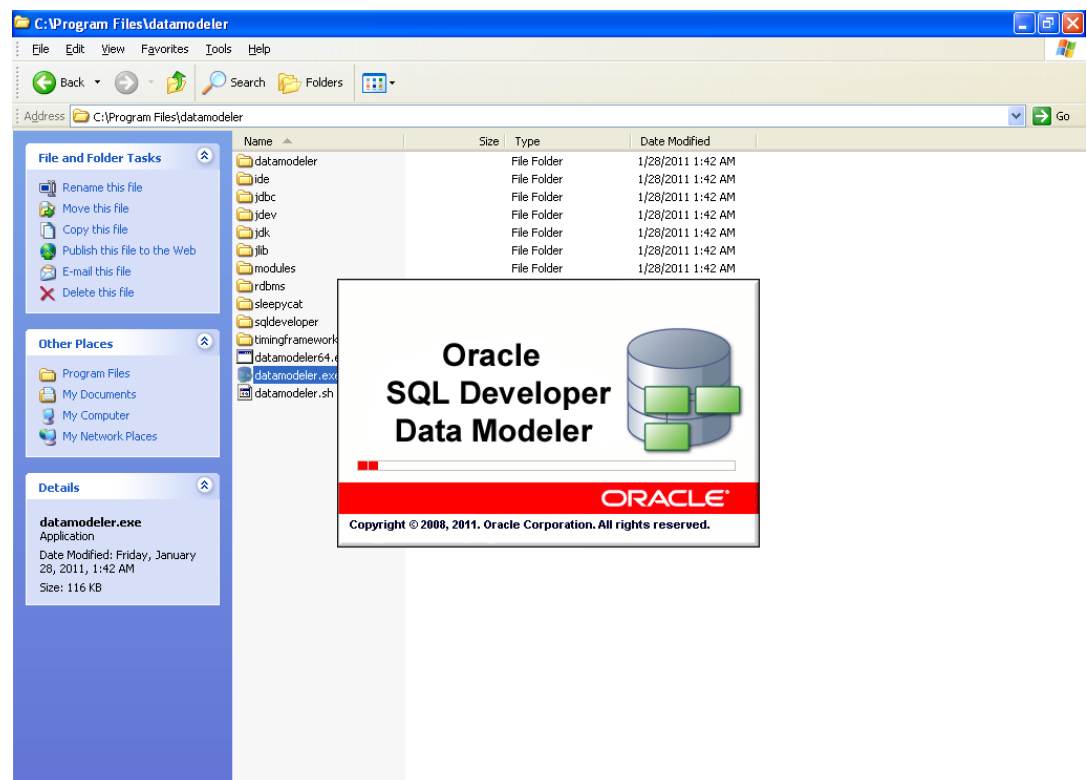 C:\Program Files\datamodeler
File Edit View Favorites Tools Help
Back Search Folders
Address C:\Program Files\datamodeler Go
Name Size Type Date Modified
File and Folder Tasks
Rename this file
Move this file
Copy this file
Publish this file to the Web
E-mail this file
Delete this file
Other Places
Program Files
My Documents
My Computer
My Network Places
Details
datamodeler.exe
Application
Date Modified: Friday, January
28, 2011, 1:42 AM
Size: 116 KB
datamodeler File Folder 1/28/2011 1:42 AM
ide File Folder 1/28/2011 1:42 AM
jdbc File Folder 1/28/2011 1:42 AM
jdev File Folder 1/28/2011 1:42 AM
jdk File Folder 1/28/2011 1:42 AM
jlib File Folder 1/28/2011 1:42 AM
modules File Folder 1/28/2011 1:42 AM
rdbms
sleepycat
sqldeveloper
timingframework
datamodeler64.e
datamodeler.exe
datamodeler.sh
Oracle
SQL Developer
Data Modeler
ORACLE
Copyright © 2008, 2011. Oracle Corporation. All rights reserved.